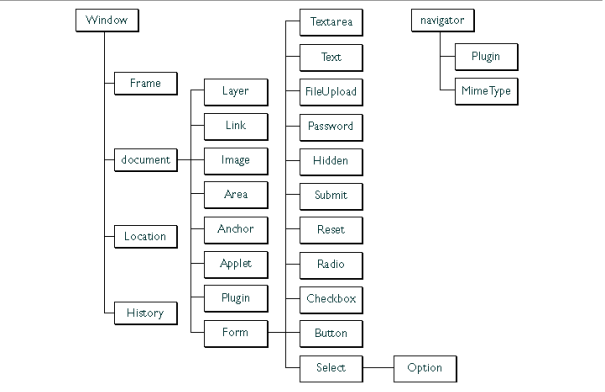 Window
Frame
document
Location
History
Layer
Link
Image
Area
Anchor
Applet
Plugin
Form
Textarea
Text
FileUpload
Password
Hidden
Submit
Reset
Radio
Checkbox
Button
Select
Option
navigator
Plugin
MimeType